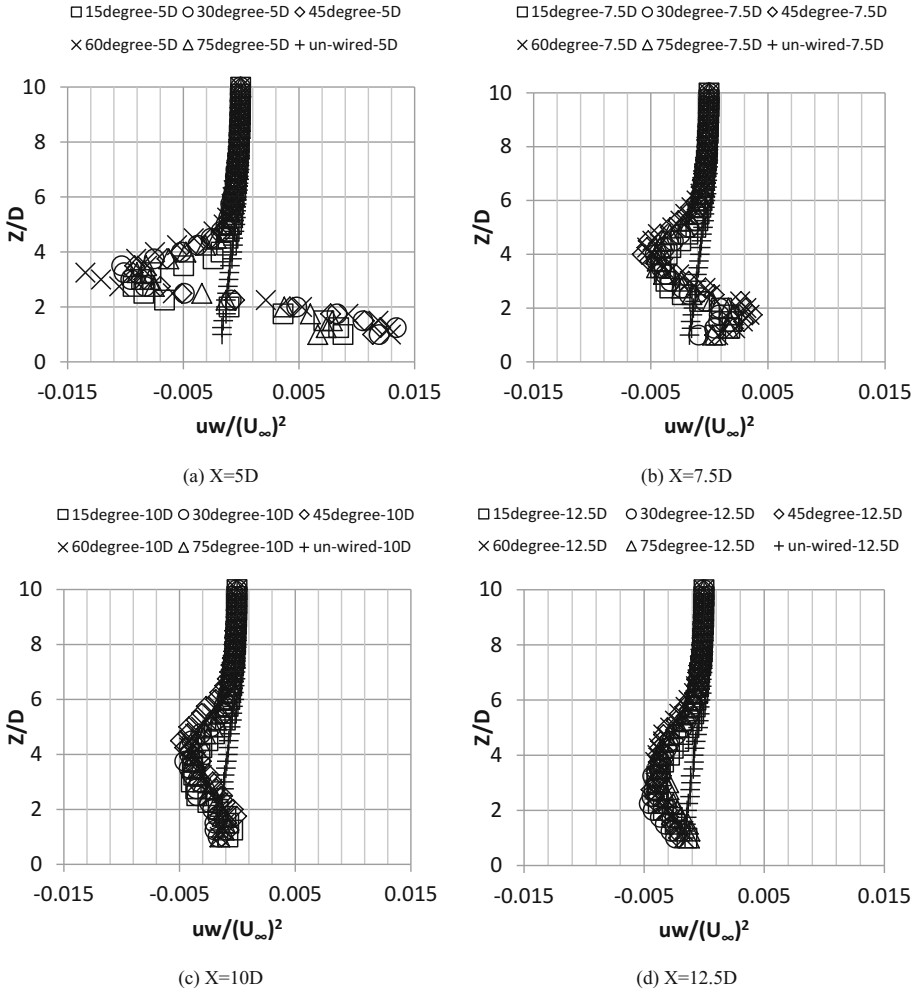 □15degree-5D ○30degree-5D ◇45degree-5D
×60degree-5D △75degree-5D +un-wired-5D
10
8
6
4
2
0
Z/D
-0.015 -0.005 0.005 0.015
uw/(U∞)²
(a) X=5D
□15degree-7.5D ○30degree-7.5D ◇45degree-7.5D
×60degree-7.5D △75degree-7.5D +un-wired-7.5D
10
8
6
4
2
0
Z/D
-0.015 -0.005 0.005 0.015
uw/(U∞)²
(b) X=7.5D
□15degree-10D ○30degree-10D ◇45degree-10D
×60degree-10D △75degree-10D +un-wired-10D
10
8
6
4
2
0
Z/D
-0.015 -0.005 0.005 0.015
uw/(U∞)²
(c) X=10D
□15degree-12.5D ○30degree-12.5D ◇45degree-12.5D
×60degree-12.5D △75degree-12.5D +un-wired-12.5D
10
8
6
4
2
0
Z/D
-0.015 -0.005 0.005 0.015
uw/(U∞)²
(d) X=12.5D